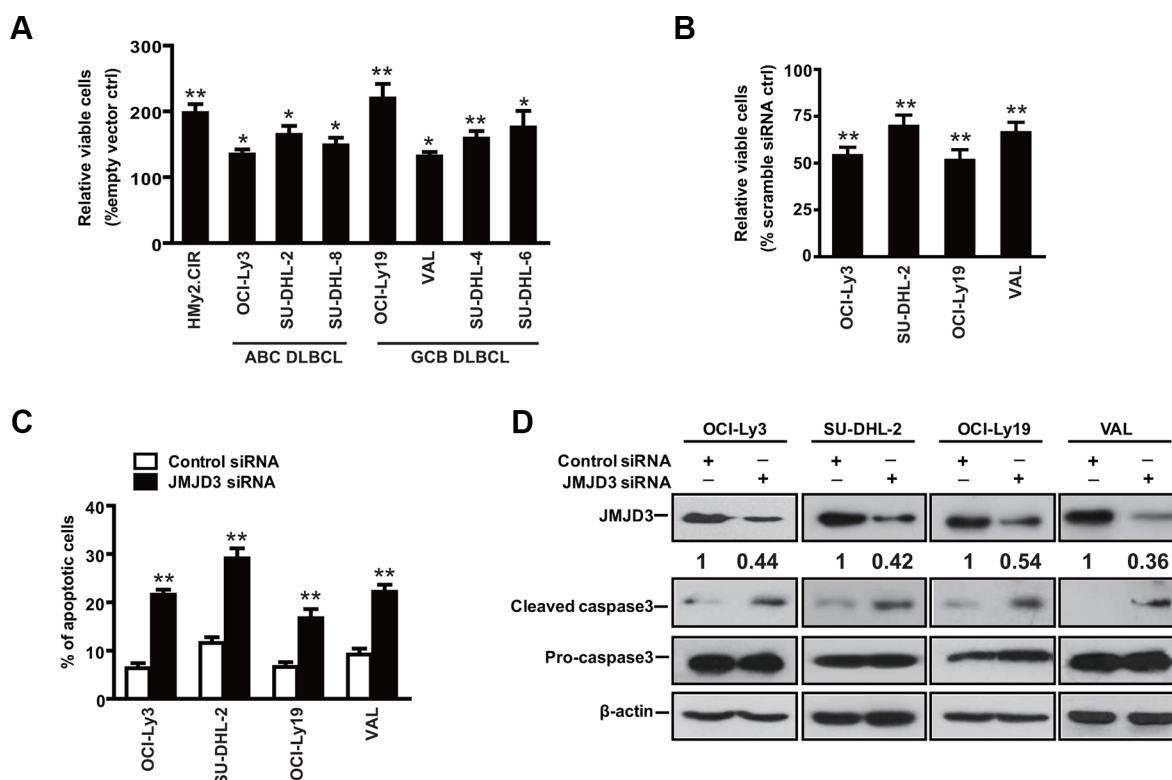 A
Relative viable cells
(%empty vector ctrl)
300
200
100
0
**
*
*
*
**
*
**
*
HMy2.CIR
OCI-Ly3
SU-DHL-2
SU-DHL-8
OCI-Ly19
VAL
SU-DHL-4
SU-DHL-6
ABC DLBCL
GCB DLBCL
B
Relative viable cells
(% scramble siRNA ctrl)
100
75
50
25
0
**
**
**
**
OCI-Ly3
SU-DHL-2
OCI-Ly19
VAL
C
Control siRNA
JMJD3 siRNA
% of apoptotic cells
40
30
20
10
0
**
**
**
**
OCI-Ly3
SU-DHL-2
OCI-Ly19
VAL
D
OCI-Ly3 SU-DHL-2 OCI-Ly19 VAL
Control siRNA + – + – + – + –
JMJD3 siRNA – + – + – + – +
JMJD3
1 0.44 1 0.42 1 0.54 1 0.36
Cleaved caspase3
Pro-caspase3
β-actin